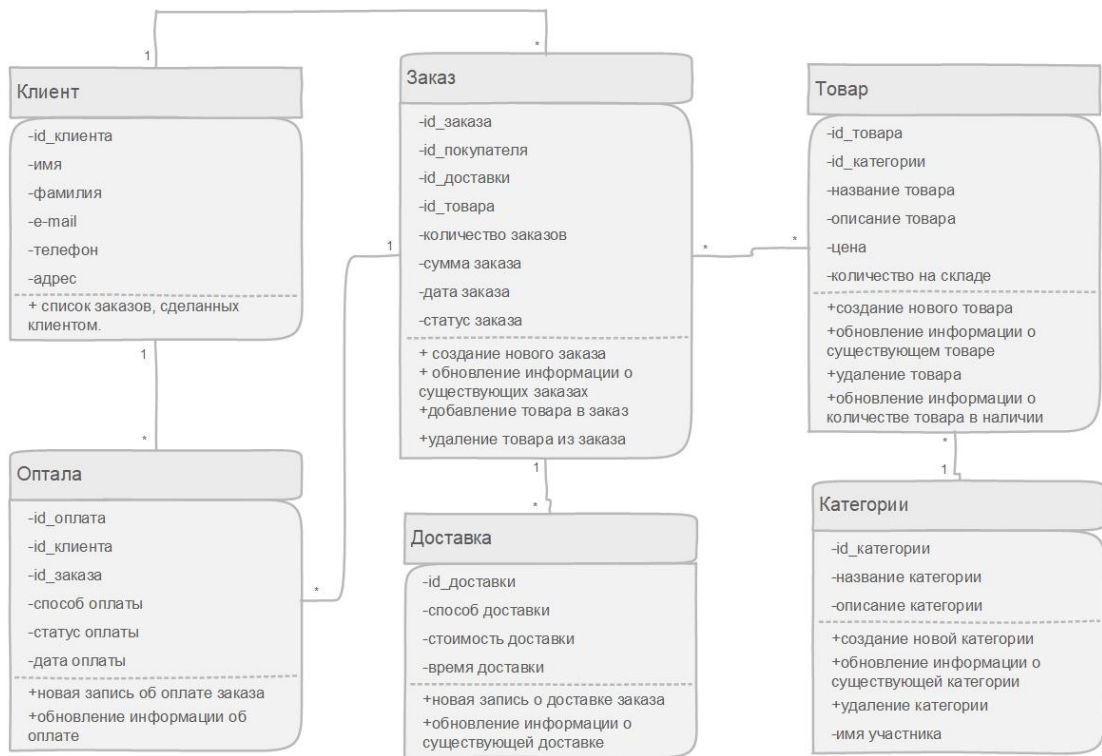 1
*
Клиент
-id_клиента
-имя
-фамилия
-e-mail
-телефон
-адрес
+ список заказов, сделанных
клиентом.
Заказ
-id_заказа
-id_покупателя
-id_доставки
-id_товара
-количество заказов
-сумма заказа
-дата заказа
-статус заказа
+ создание нового заказа
+ обновление информации о
существующих заказах
+добавление товара в заказ
+удаление товара из заказа
Товар
-id_товара
-id_категории
-название товара
-описание товара
-цена
-количество на складе
+создание нового товара
+обновление информации о
существующем товаре
+удаление товара
+обновление информации о
количестве товара в наличии
1
*
*
1
*
Оптала
-id_оплата
-id_клиента
-id_заказа
-способ оплаты
-статус оплаты
-дата оплаты
+новая запись об оплате заказа
+обновление информации об
оплате
*
1
*
Доставка
-id_доставки
-способ доставки
-стоимость доставки
-время доставки
+новая запись о доставке заказа
+обновление информации о
существующей доставке
*
1
Категории
-id_категории
-название категории
-описание категории
+создание новой категории
+обновление информации о
существующей категории
+удаление категории
-имя участника